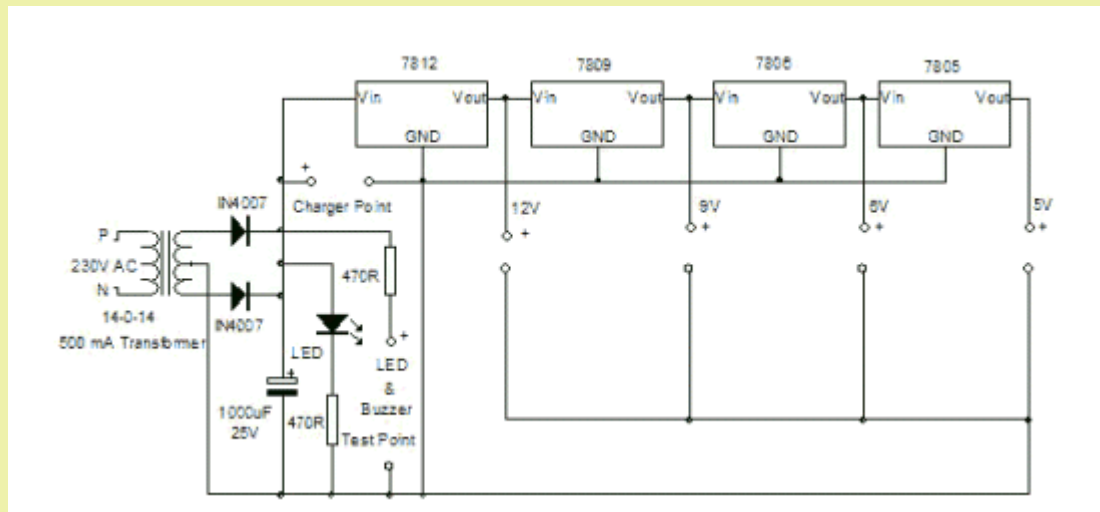 7812
7809
7806
7805
Vin
Vout
GND
Vin
Vout
GND
Vin
Vout
GND
Vin
Vout
GND
+
Charger Point
12V
+
9V
+
6V
+
5V
+
IN4007
P
230V AC
N
14-0-14
500 mA Transformer
IN4007
470R
LED
+
LED
&
Buzzer
Test Point
+
1000uF
25V
470R